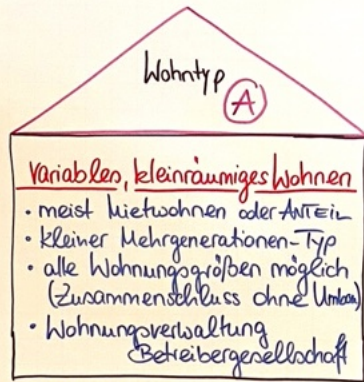 Wohntyp
A
Variables, kleinräumiges Wohnen
• meist Mietwohnen oder ANTEIL
• kleiner Mehrgenerationen-Typ
• alle Wohnungsgrößen möglich
(Zusammenschluss ohne Umbau)
• Wohnungsverwaltung
Betreibergesellschaft